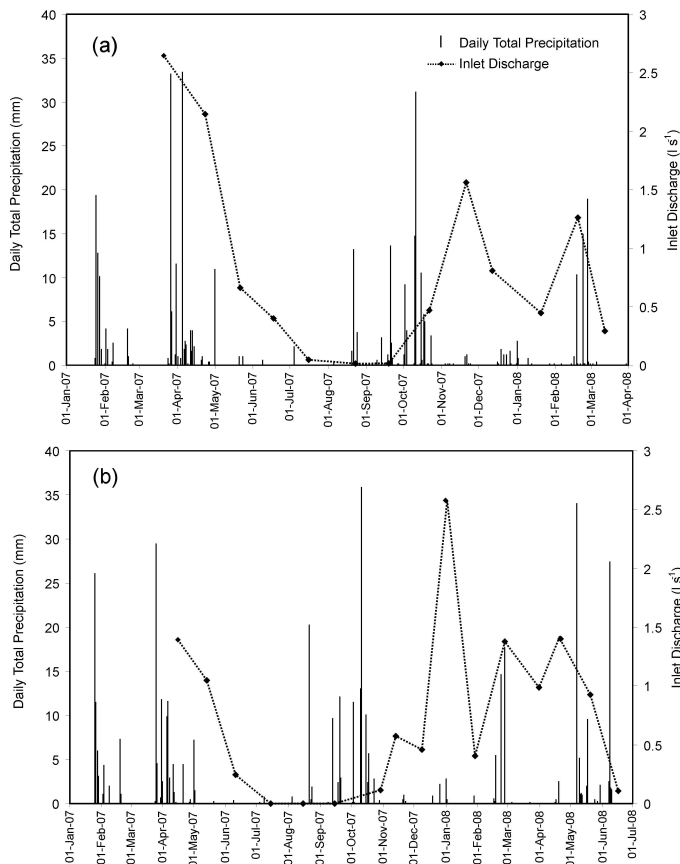 40
35
30
25
20
15
10
5
0
Daily Total Precipitation (mm)
(a)
Daily Total Precipitation
Inlet Discharge
3
2.5
2
1.5
1
0.5
0
Inlet Discharge (l s-1)
01-Jan-07
01-Feb-07
01-Mar-07
01-Apr-07
01-May-07
01-Jun-07
01-Jul-07
01-Aug-07
01-Sep-07
01-Oct-07
01-Nov-07
01-Dec-07
01-Jan-08
01-Feb-08
01-Mar-08
01-Apr-08
40
35
30
25
20
15
10
5
0
Daily Total Precipitation (mm)
(b)
3
2.5
2
1.5
1
0.5
0
Inlet Discharge (l s-1)
01-Jan-07
01-Feb-07
01-Mar-07
01-Apr-07
01-May-07
01-Jun-07
01-Jul-07
01-Aug-07
01-Sep-07
01-Oct-07
01-Nov-07
01-Dec-07
01-Jan-08
01-Feb-08
01-Mar-08
01-Apr-08
01-May-08
01-Jun-08
01-Jul-08